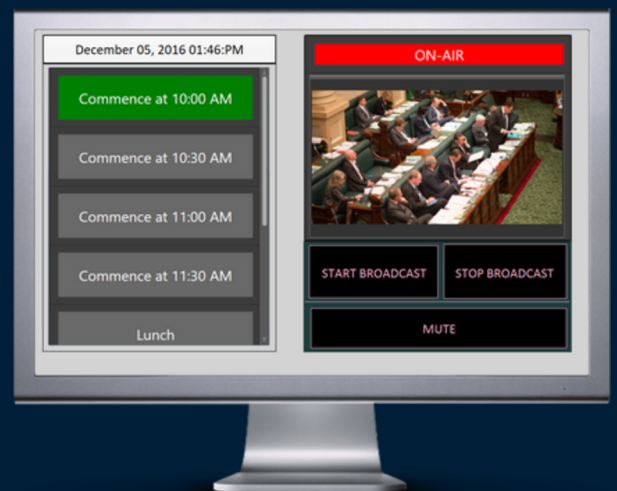 December 05, 2016 01:46:PM
Commence at 10:00 AM
Commence at 10:30 AM
Commence at 11:00 AM
Commence at 11:30 AM
Lunch
ON-AIR
START BROADCAST
STOP BROADCAST
MUTE